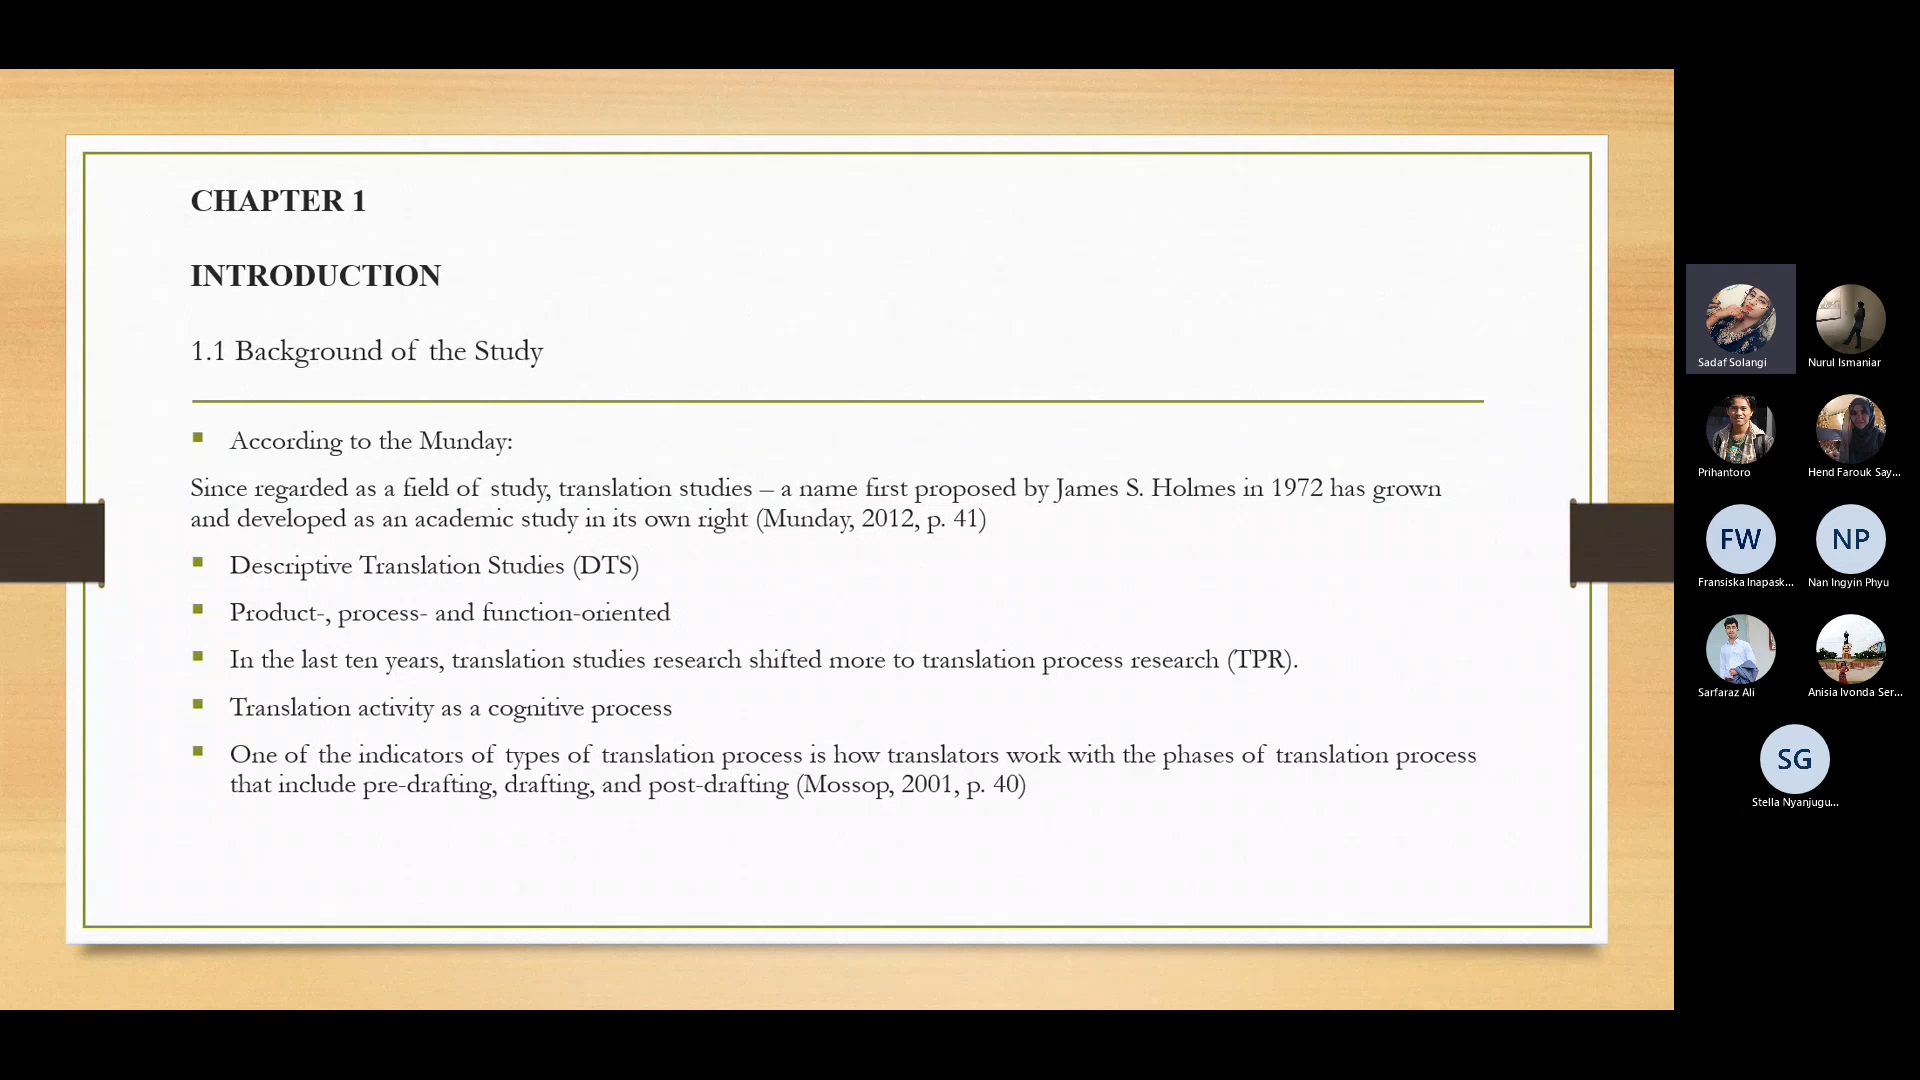 CHAPTER 1
INTRODUCTION
1.1 Background of the Study
According to the Munday:
Since regarded as a field of study, translation studies – a name first proposed by James S. Holmes in 1972 has grown
and developed as an academic study in its own right (Munday, 2012, p. 41)
Descriptive Translation Studies (DTS)
Product-, process- and function-oriented
In the last ten years, translation studies research shifted more to translation process research (TPR).
Translation activity as a cognitive process
One of the indicators of types of translation process is how translators work with the phases of translation process
that include pre-drafting, drafting, and post-drafting (Mossop, 2001, p. 40)
Sadaf Solangi
Nurul Ismaniar
Prihantoro
Hend Farouk Say...
FW
NP
Fransiska Inapask...
Nan Ingyin Phyu
Sarfaraz Ali
Anisia Ivonda Ser...
SG
Stella Nyanjugu...